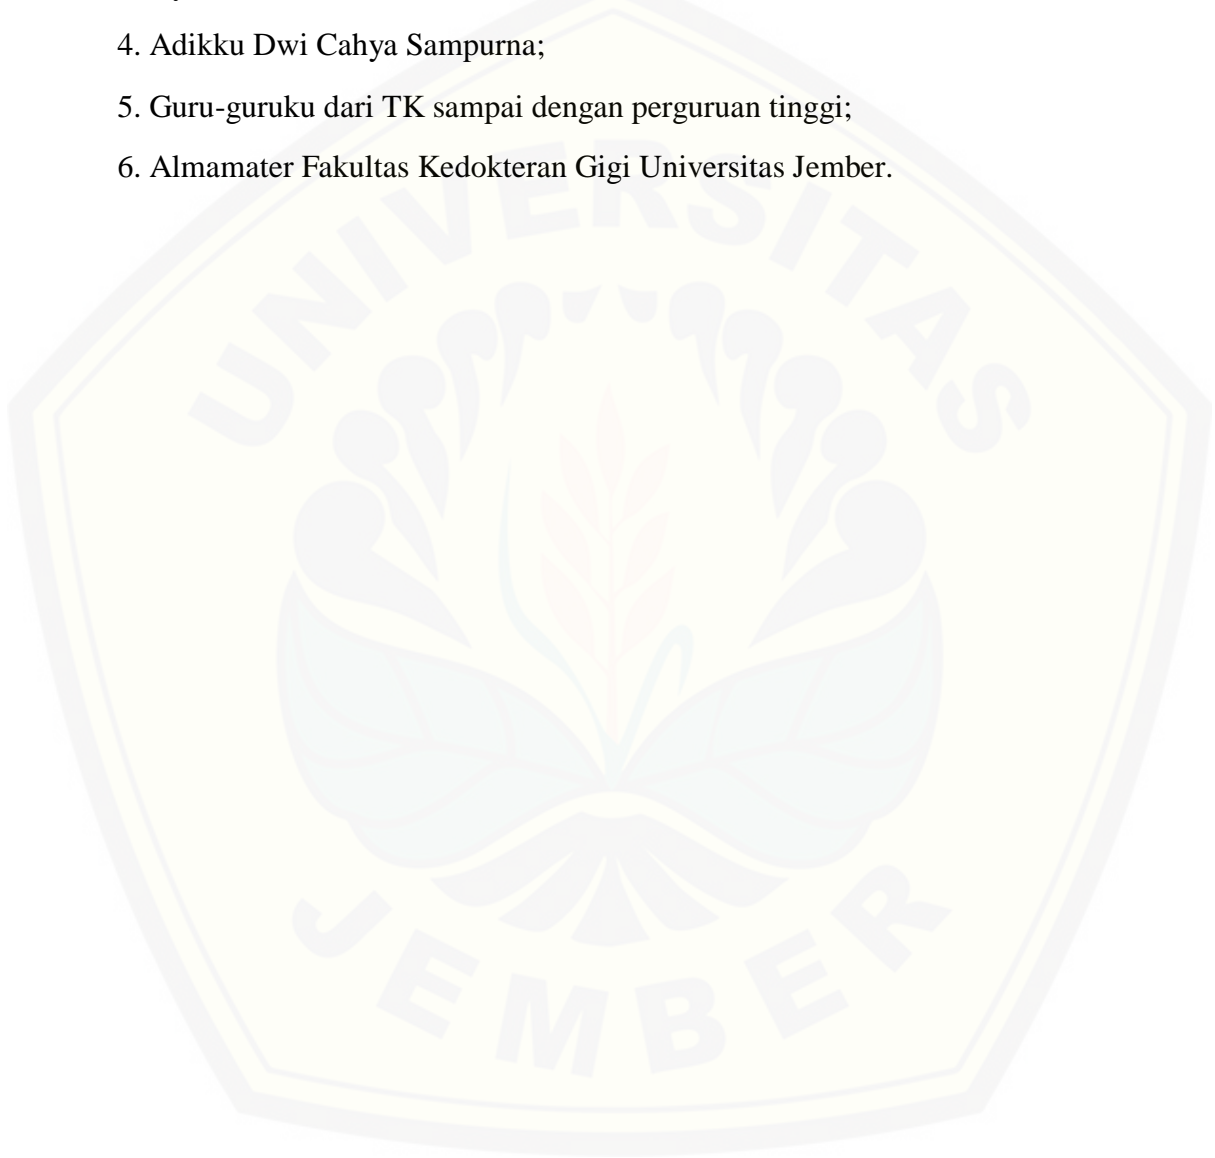 4. Adikku Dwi Cahya Sampurna;
5. Guru-guruku dari TK sampai dengan perguruan tinggi;
6. Almamater Fakultas Kedokteran Gigi Universitas Jember.
UNIVERSITAS
JEMBER